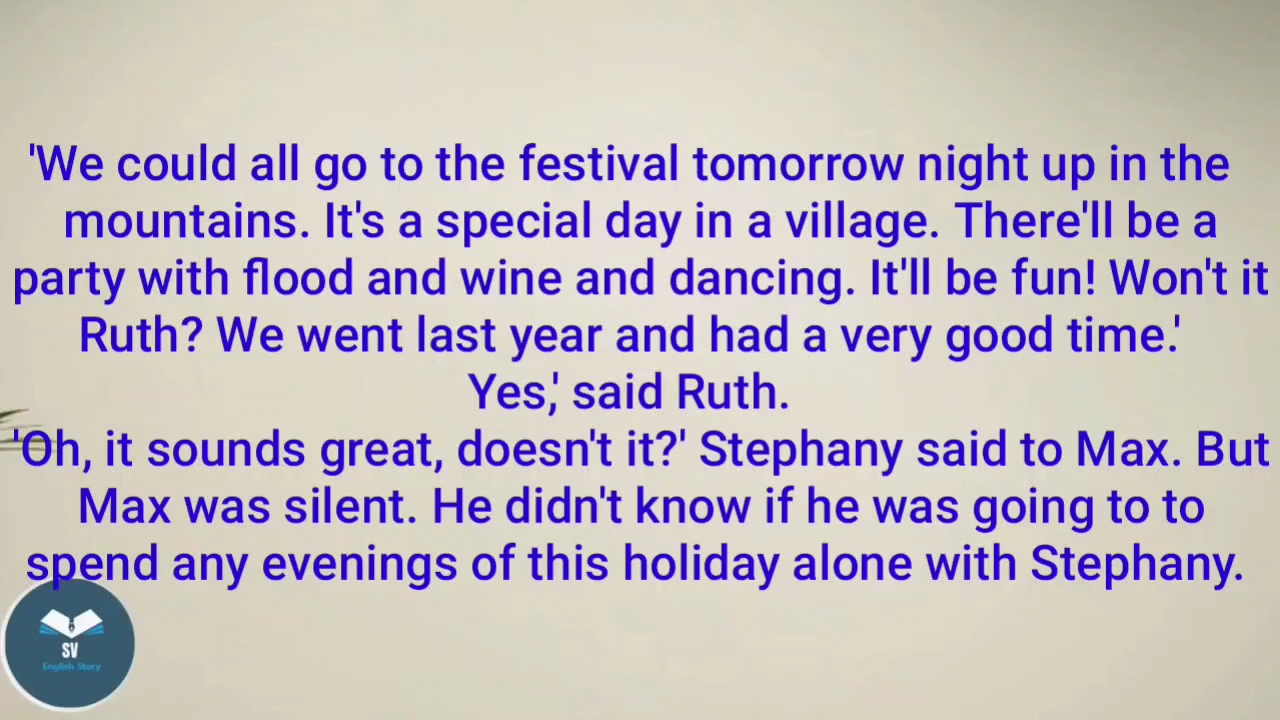 'We could all go to the festival tomorrow night up in the
mountains. It's a special day in a village. There'll be a
party with flood and wine and dancing. It'll be fun! Won't it
Ruth? We went last year and had a very good time.'
Yes,' said Ruth.
'Oh, it sounds great, doesn't it?' Stephany said to Max. But
Max was silent. He didn't know if he was going to to
spend any evenings of this holiday alone with Stephany.
SV
English Story